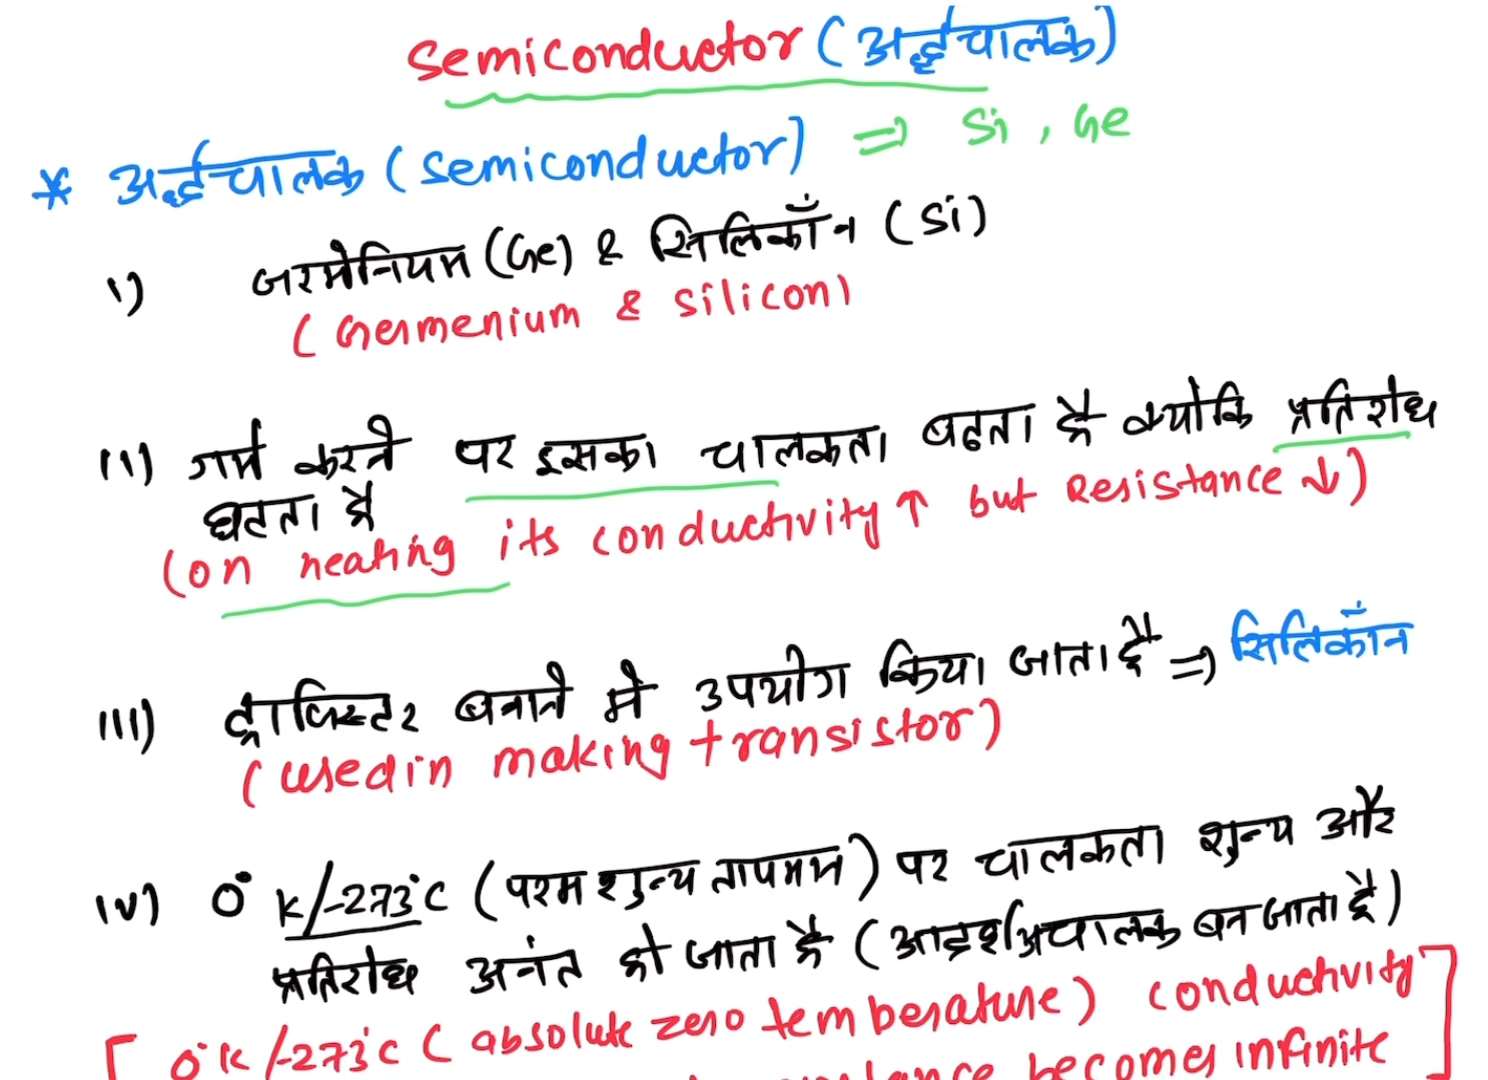 Semiconductor (अर्द्धचालक)
* अर्द्धचालक (semiconductor) ⇒ Si, Ge
i) जरमेनियम (Ge) & सिलिकाँन (Si)
(Germenium & silicon)
ii) गर्म करने पर इसका चालकता बढता है क्योकि प्रतिरोध
घटता है
(on heating its conductivity ↑ but Resistance ↓)
iii) ट्रांजिस्टर बनाने मे उपयोग किया जाता है ⇒ सिलिकाँन
(used in making transistor)
iv) 0° K/-273°C (परम शुन्य तापमान) पर चालकता शुन्य और
प्रतिरोध अनंत हो जाता है (आदर्श अचालक बन जाता है)
[ 0°K/-273°C (absolute zero temperature) conductivity
becomes infinite ]